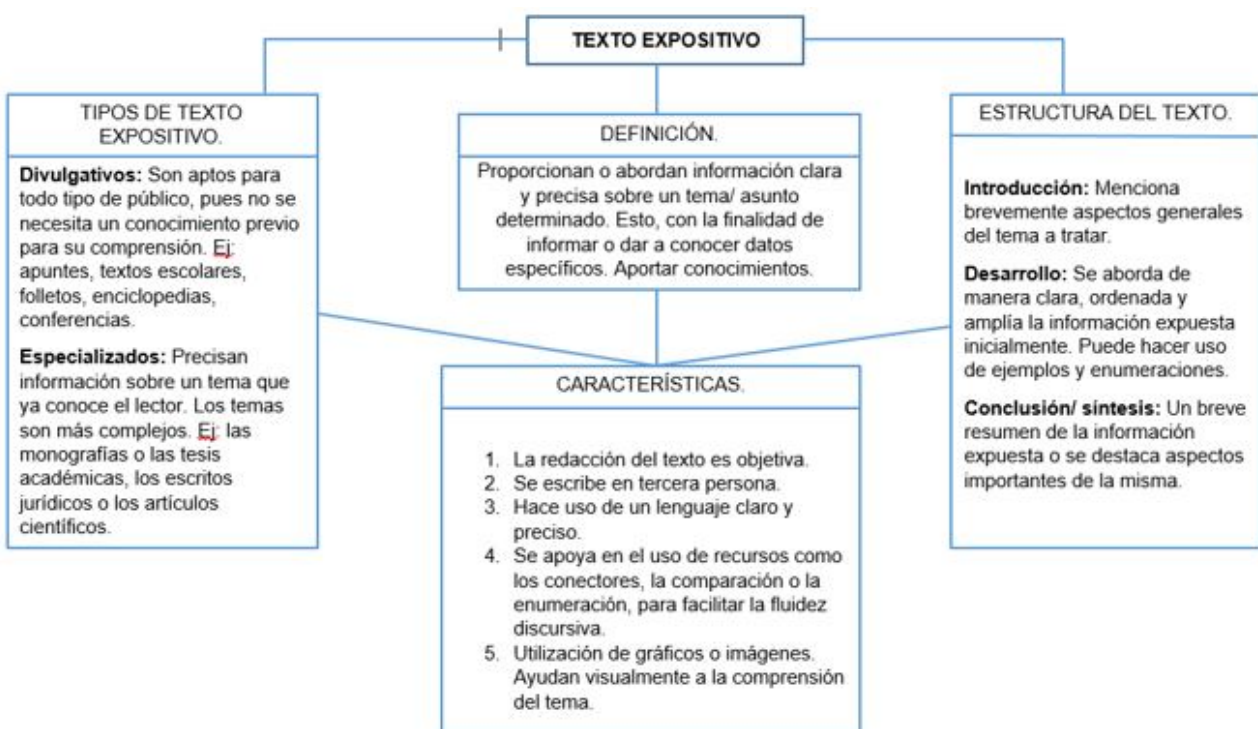 TEXTO EXPOSITIVO
TIPOS DE TEXTO
EXPOSITIVO.
Divulgativos: Son aptos para
todo tipo de público, pues no se
necesita un conocimiento previo
para su comprensión. Ej:
apuntes, textos escolares,
folletos, enciclopedias,
conferencias.
Especializados: Precisan
información sobre un tema que
ya conoce el lector. Los temas
son más complejos. Ej: las
monografías o las tesis
académicas, los escritos
jurídicos o los artículos
científicos.
DEFINICIÓN.
Proporcionan o abordan información clara
y precisa sobre un tema/ asunto
determinado. Esto, con la finalidad de
informar o dar a conocer datos
específicos. Aportar conocimientos.
ESTRUCTURA DEL TEXTO.
Introducción: Menciona
brevemente aspectos generales
del tema a tratar.
Desarrollo: Se aborda de
manera clara, ordenada y
amplía la información expuesta
inicialmente. Puede hacer uso
de ejemplos y enumeraciones.
Conclusión/ síntesis: Un breve
resumen de la información
expuesta o se destaca aspectos
importantes de la misma.
CARACTERÍSTICAS.
1. La redacción del texto es objetiva.
2. Se escribe en tercera persona.
3. Hace uso de un lenguaje claro y
preciso.
4. Se apoya en el uso de recursos como
los conectores, la comparación o la
enumeración, para facilitar la fluidez
discursiva.
5. Utilización de gráficos o imágenes.
Ayudan visualmente a la comprensión
del tema.